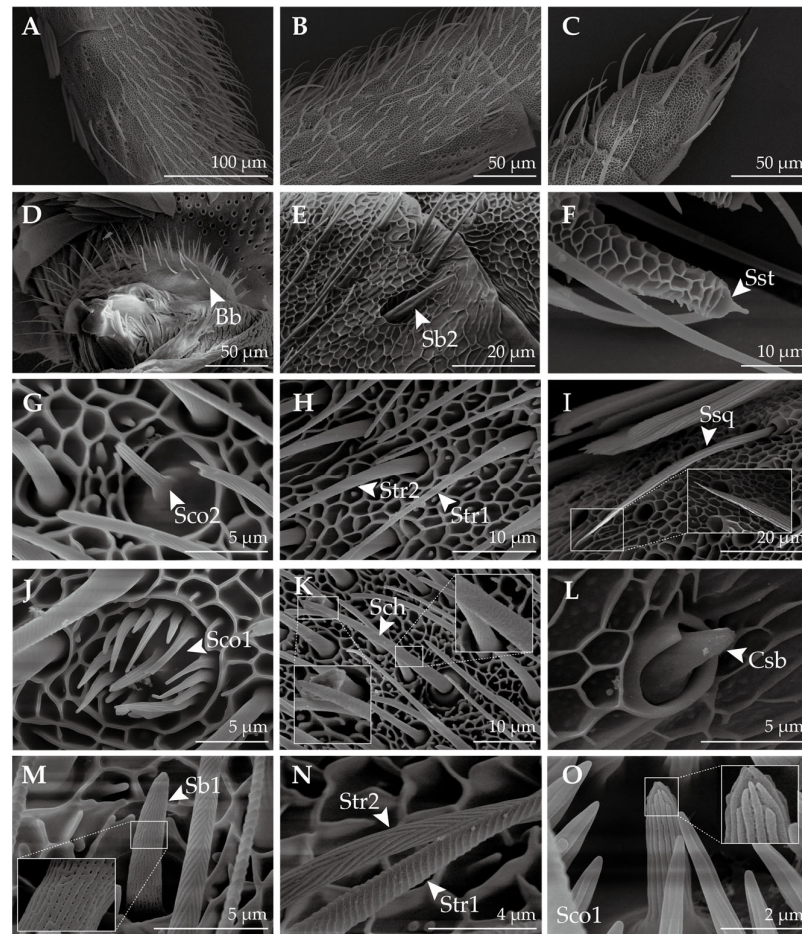 A
100 μm
B
50 μm
C
50 μm
D
Bb
50 μm
E
Sb2
20 μm
F
Sst
10 μm
G
Sco2
5 μm
H
Str2
Str1
10 μm
I
Ssq
20 μm
J
Sco1
5 μm
K
Sch
10 μm
L
Csb
5 μm
M
Sb1
5 μm
N
Str2
Str1
4 μm
O
Sco1
2 μm